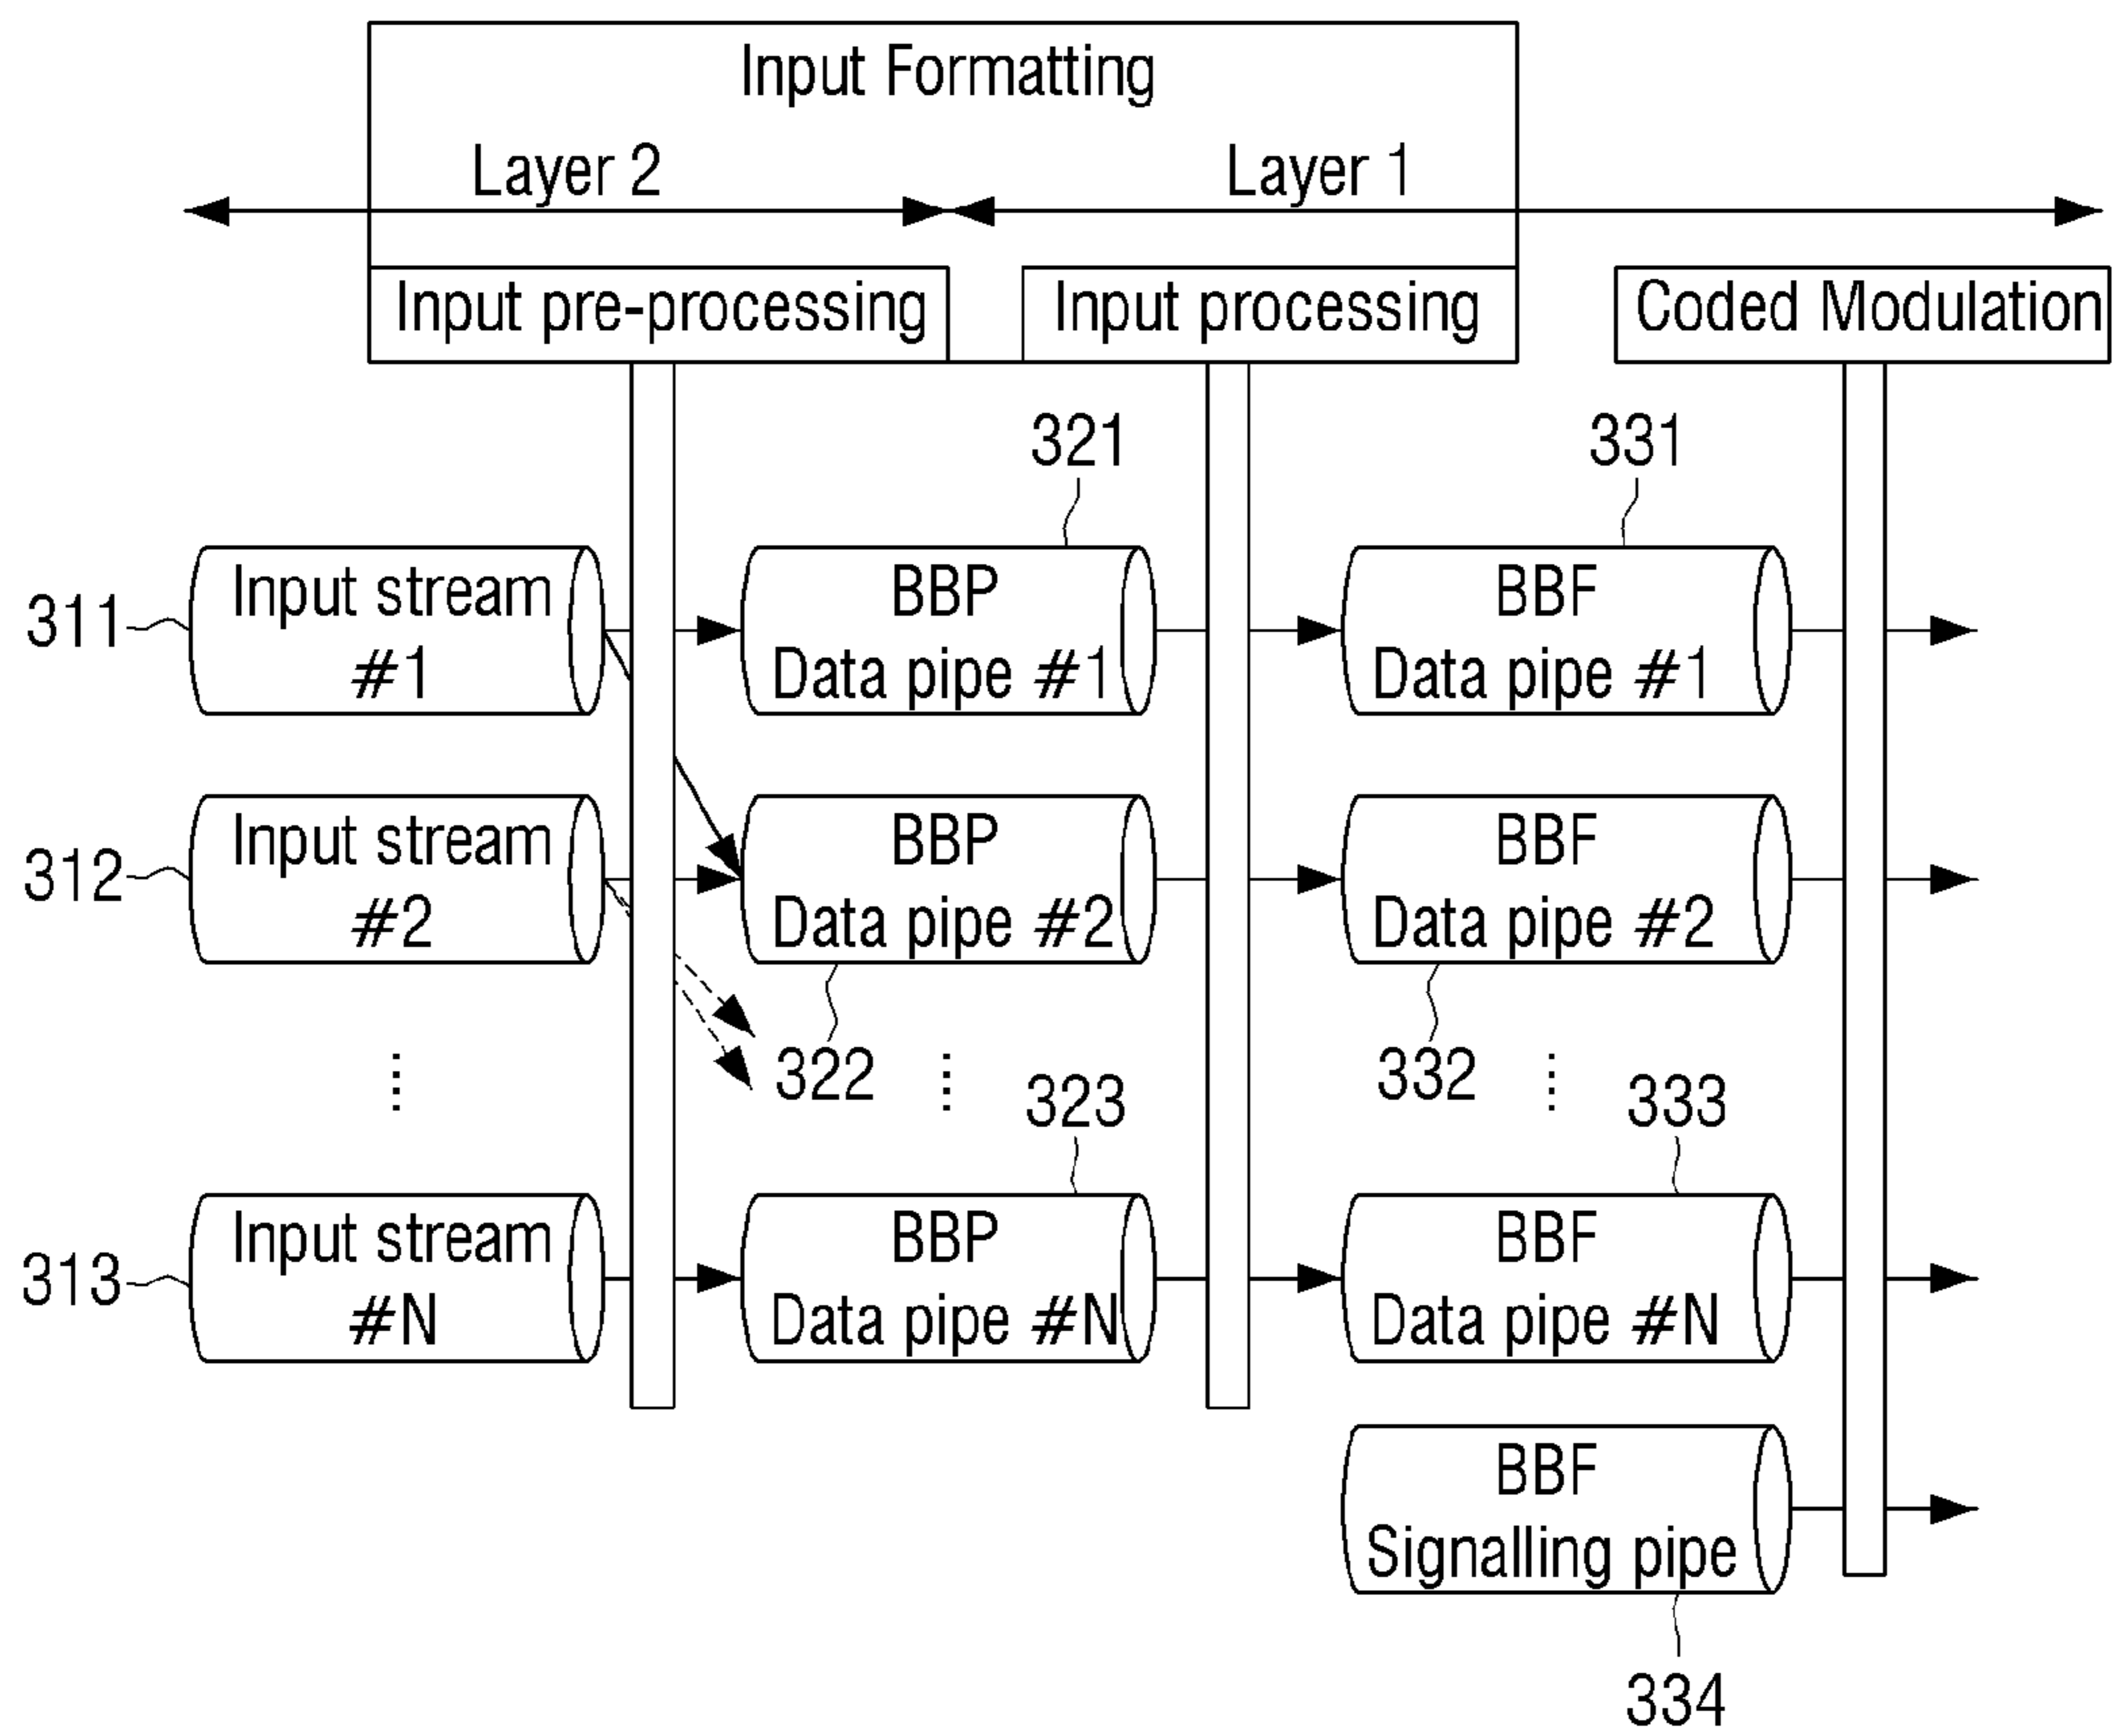 Input Formatting
Layer 2
Layer 1
Input pre-processing
Input processing
Coded Modulation
321
331
311
Input stream
#1
BBP
Data pipe #1
BBF
Data pipe #1
312
Input stream
#2
BBP
Data pipe #2
BBF
Data pipe #2
322
332
323
333
313
Input stream
#N
BBP
Data pipe #N
BBF
Data pipe #N
BBF
Signalling pipe
334